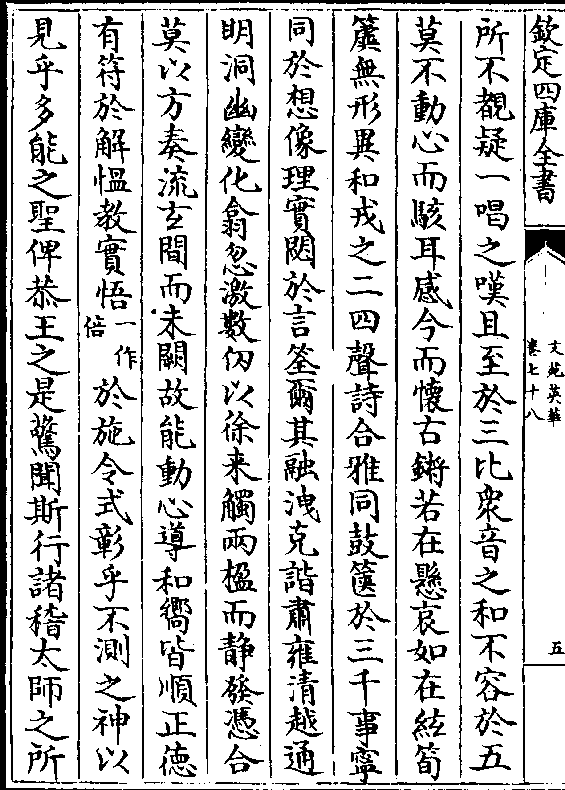 欽定四庫全書
文苑英華
卷七十八
五
所不覩疑一唱之嘆且至於三比衆音之和不容於五
莫不動心而駭耳感今而懷古鏘若在懸哀如在絃筍
簴無形異和戎之二四聲詩合雅同鼓篋於三千事寧
同於想像理實閟於言筌爾其融洩克諧肅雍清越通
明洞幽變化翕忽激數仭以徐来觸兩楹而静發憑合
莫以方奏流玄間而未闕故能動心導和嚮皆順正徳
有符於解慍教實悟一作倍於施令式彰乎不測之神以
見乎多能之聖俾恭王之是驚聞斯行諸稽太師之所